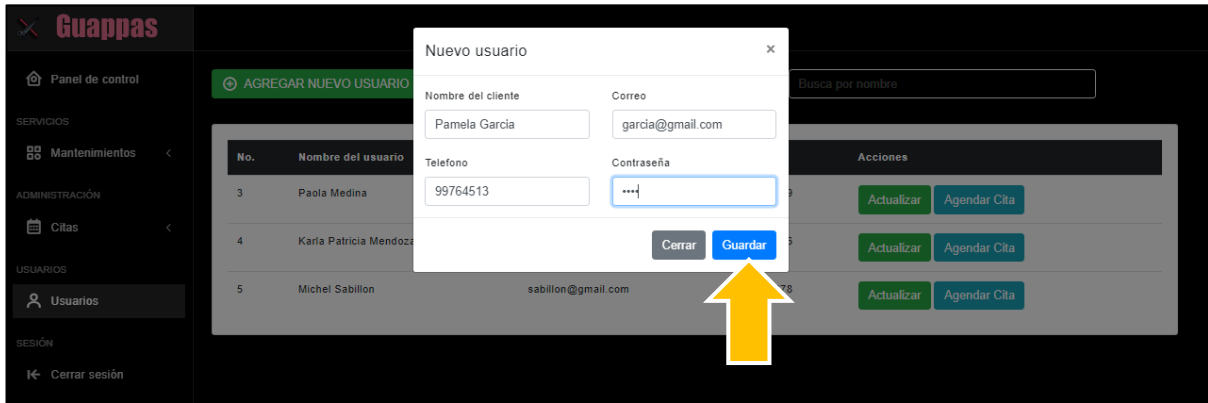 Guappas
Nuevo usuario ×
Panel de control
AGREGAR NUEVO USUARIO
Busca por nombre
Nombre del cliente Correo
Pamela Garcia garcia@gmail.com
SERVICIOS
Mantenimientos <
No. Nombre del usuario Acciones
Telefono Contraseña
99764513 ••••
ADMINISTRACIÓN
3 Paola Medina 9 Actualizar Agendar Cita
Citas <
4 Karla Patricia Mendoza Actualizar Agendar Cita
Cerrar Guardar
USUARIOS
Usuarios
5 Michel Sabillon sabillon@gmail.com 78 Actualizar Agendar Cita
SESIÓN
Cerrar sesión